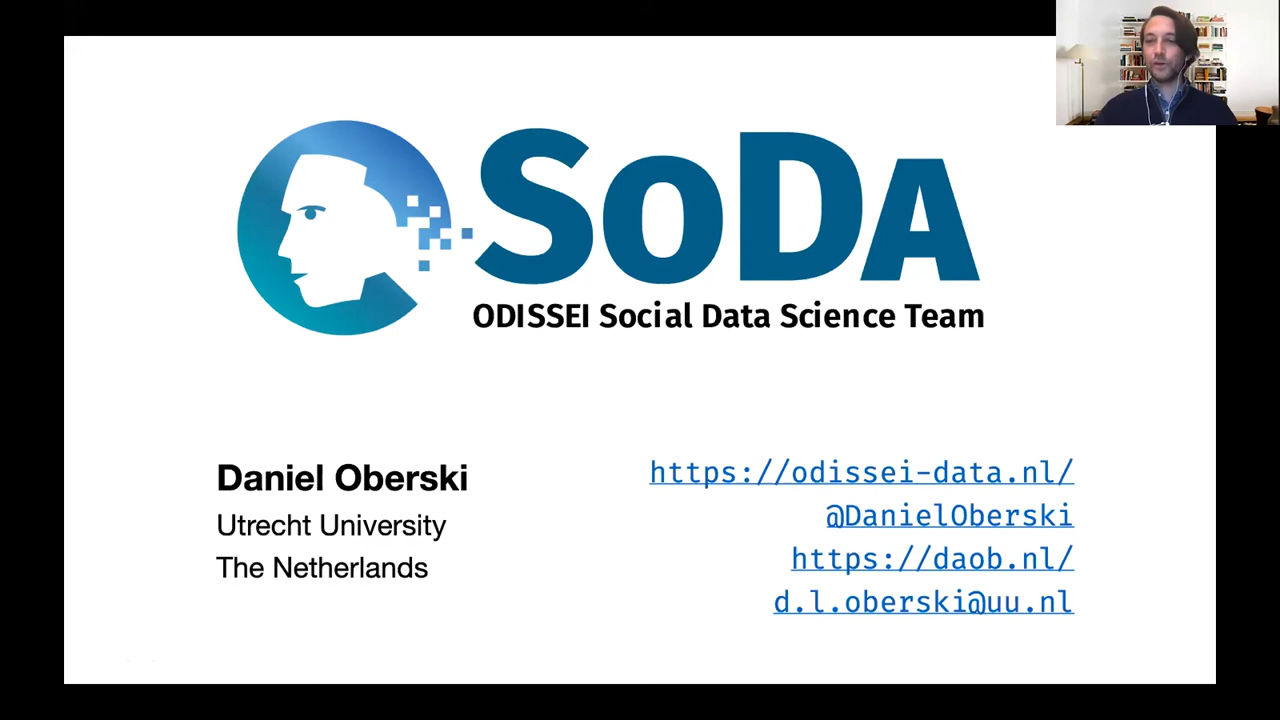 SoDa
ODISSEI Social Data Science Team
Daniel Oberski
Utrecht University
The Netherlands
https://odissei-data.nl/
@DanielOberski
https://daob.nl/
d.l.oberski@uu.nl